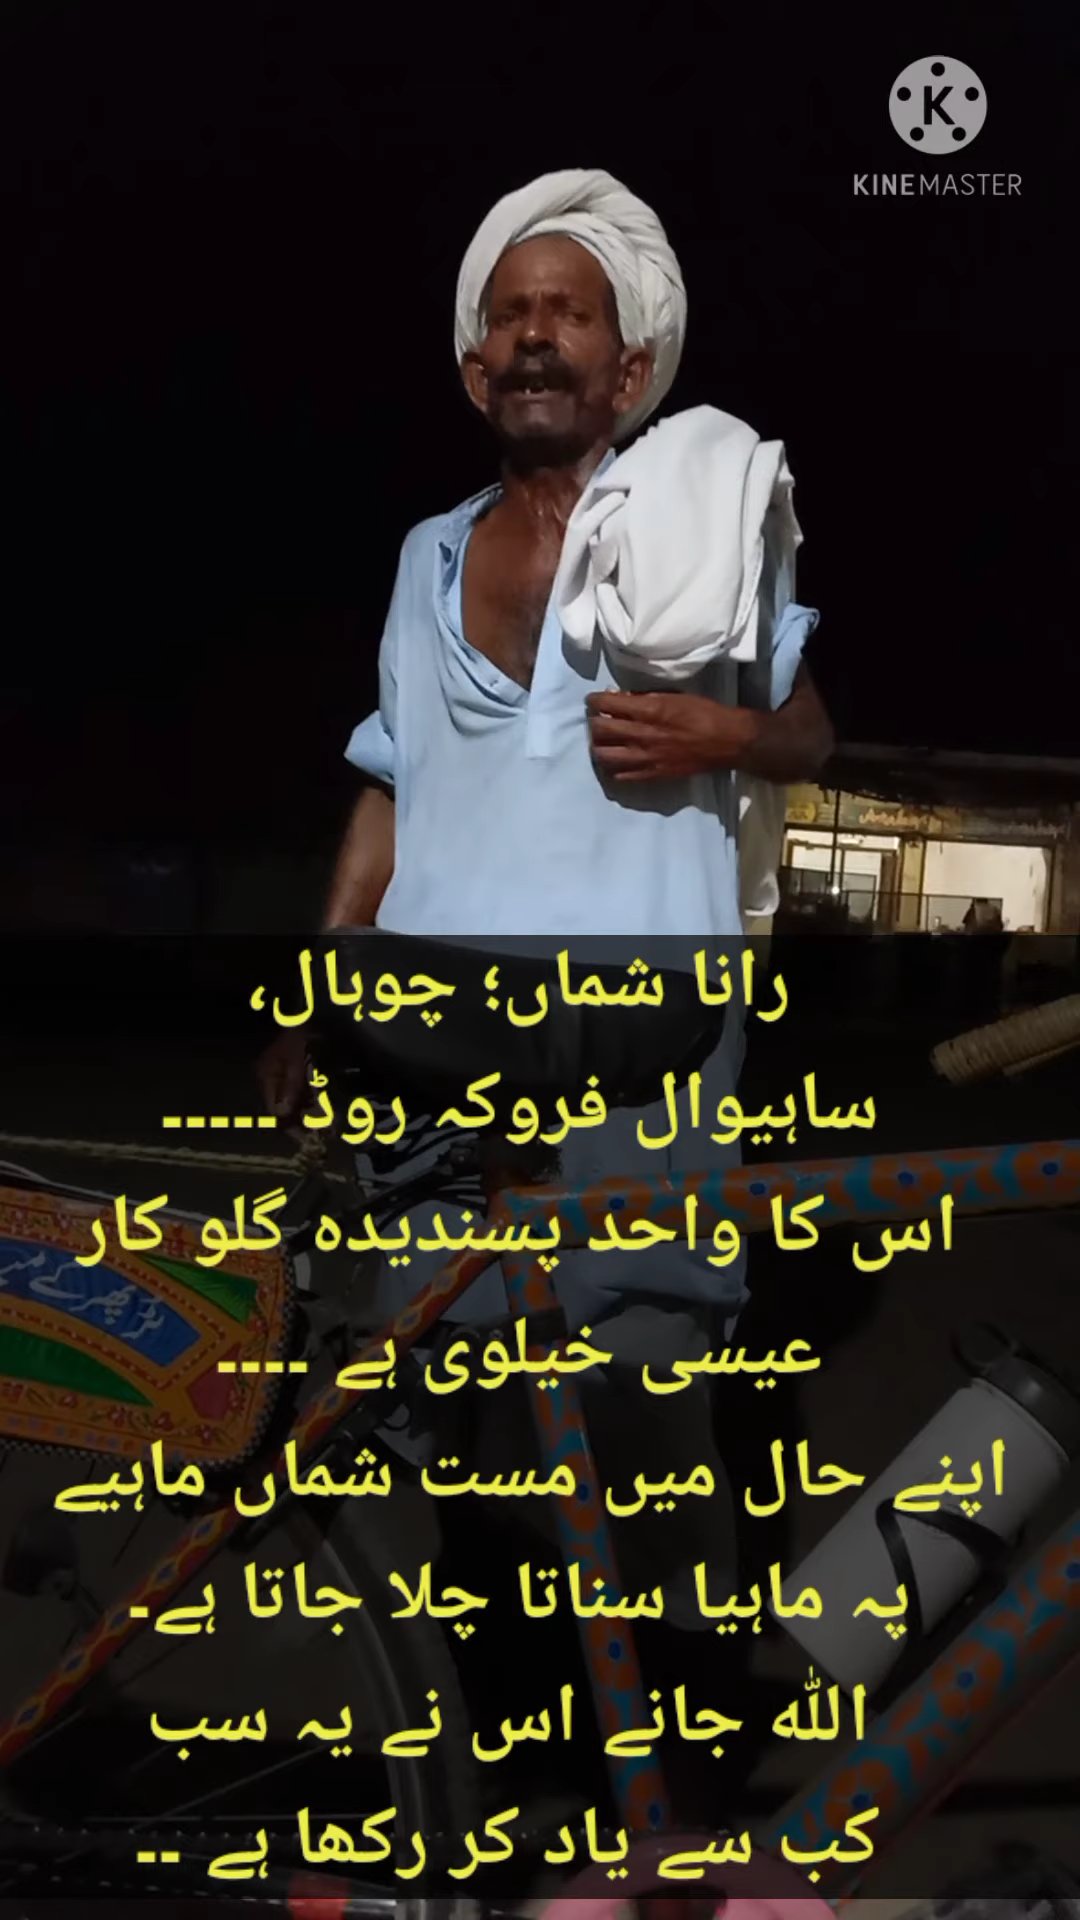 KINEMASTER
رانا شماں؛ چوہال،
ساہیوال فروکہ روڈ -----
اس کا واحد پسندیدہ گلو کار
عیسی خیلوی ہے ----
اپنے حال میں مست شماں ماہیے
پہ ماہیا سناتا چلا جاتا ہے۔
اللہ جانے اس نے یہ سب
کب سے یاد کر رکھا ہے --